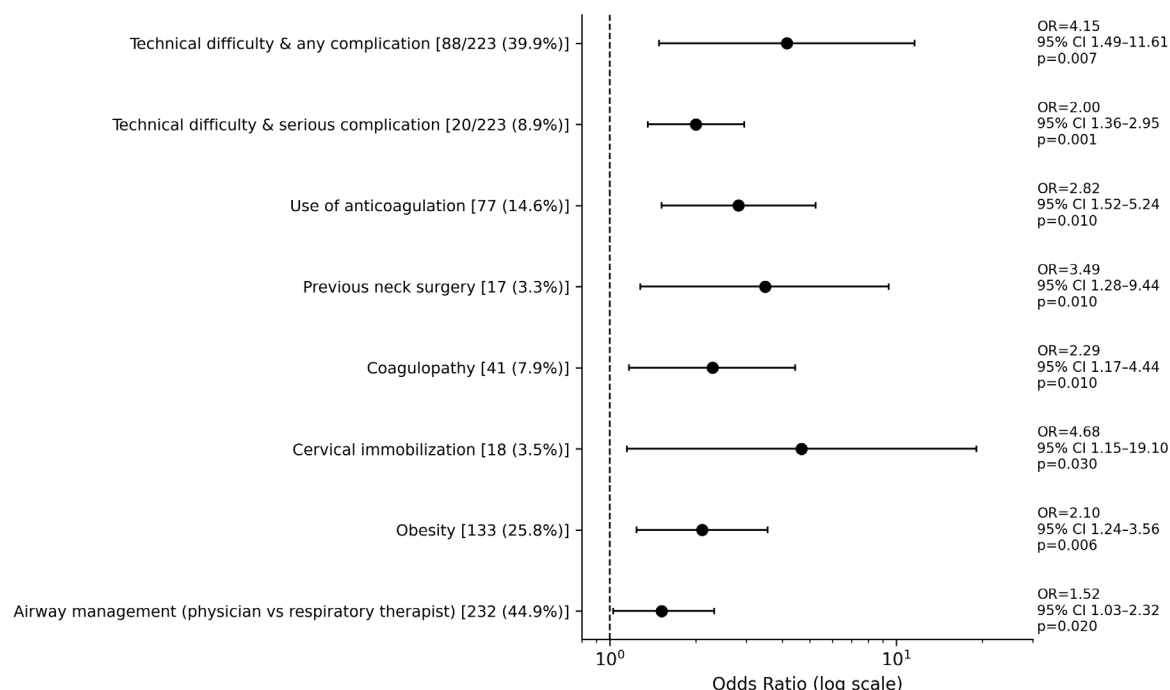 Technical difficulty & any complication [88/223 (39.9%)]
OR=4.15
95% CI 1.49–11.61
p=0.007
Technical difficulty & serious complication [20/223 (8.9%)]
OR=2.00
95% CI 1.36–2.95
p=0.001
Use of anticoagulation [77 (14.6%)]
OR=2.82
95% CI 1.52–5.24
p=0.010
Previous neck surgery [17 (3.3%)]
OR=3.49
95% CI 1.28–9.44
p=0.010
Coagulopathy [41 (7.9%)]
OR=2.29
95% CI 1.17–4.44
p=0.010
Cervical immobilization [18 (3.5%)]
OR=4.68
95% CI 1.15–19.10
p=0.030
Obesity [133 (25.8%)]
OR=2.10
95% CI 1.24–3.56
p=0.006
Airway management (physician vs respiratory therapist) [232 (44.9%)]
OR=1.52
95% CI 1.03–2.32
p=0.020
10⁰ 10¹
Odds Ratio (log scale)